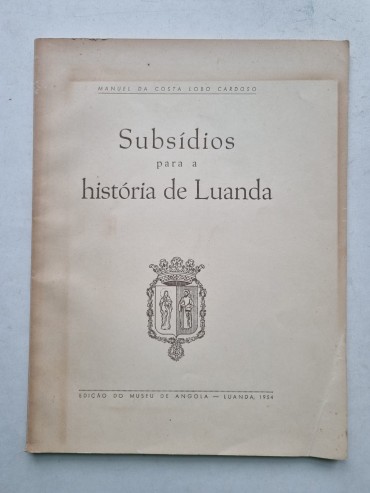 MANUEL DA COSTA LOBO CARDOSO
Subsídios
para a
história de Luanda
EDIÇÃO DO MUSEU DE ANGOLA — LUANDA, 1954